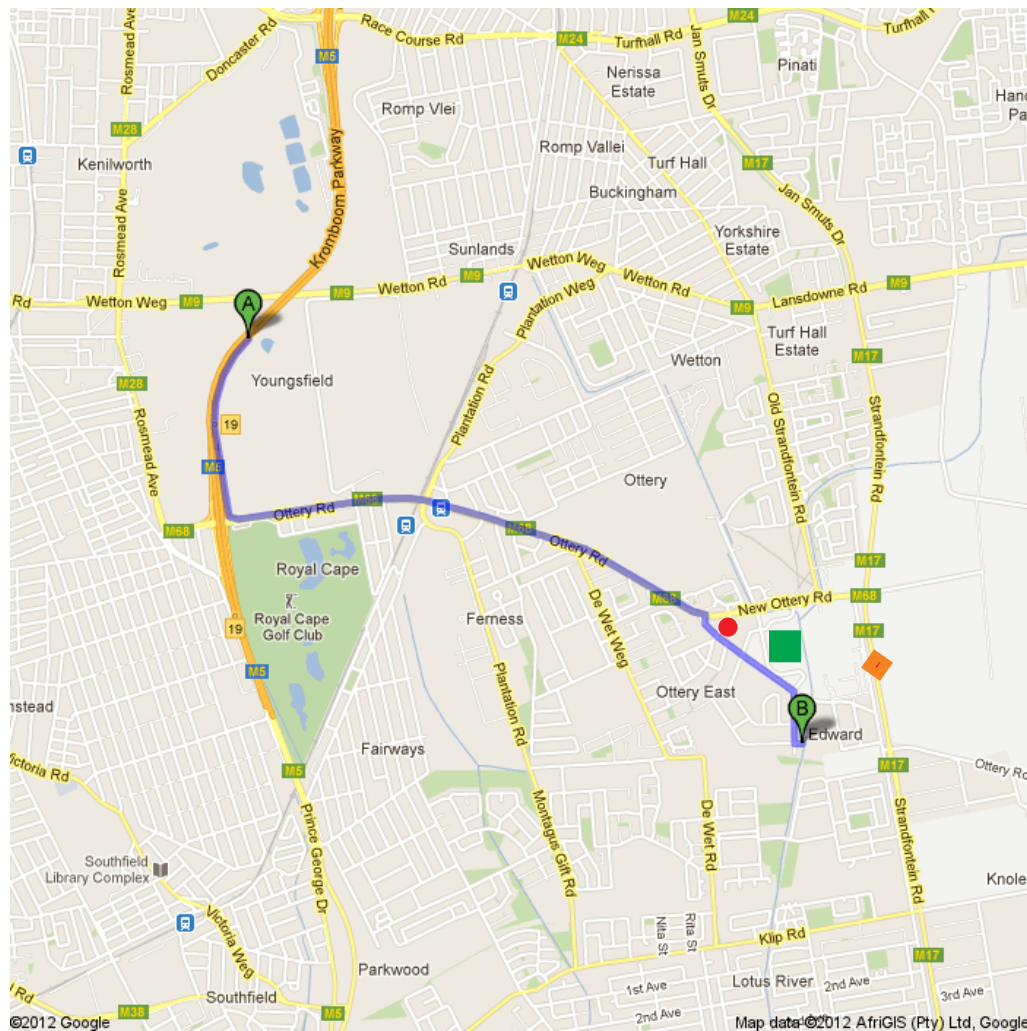 M24
Race Course Rd
Rosmead Ave
Doncaster Rd
M5
M24
Turfhall Rd
Jan Smuts Dr
Pinati
Nerissa
Estate
Romp Vlei
M28
Kenilworth
Kromboom Parkway
Romp Vallei
Turf Hall
M17
Buckingham
Jan Smuts Dr
Rosmead Ave
Yorkshire
Estate
Sunlands
Wetton Weg
M9
Rd
Wetton Weg
M9
M9
Wetton Rd
M9
Wetton Rd
M9
Lansdowne Rd
A
Plantation Weg
Turf Hall
Estate
M17
Wetton
M28
Youngsfield
Rosmead Ave
19
Plantation Rd
Old Strandfontein Rd
Strandfontein Rd
M5
Ottery
M68
Ottery Rd
M68
M68
Ottery Rd
M17
Royal Cape
Royal Cape
Golf Club
M68
New Ottery Rd
M68
Ferness
De Wet Weg
19
M17
M5
Ottery East
Plantation Rd
B
Edward
Fairways
M5
M17
Ottery Rd
Victoria Rd
Prince George Dr
Montagus Gift Rd
De Wet Rd
Strandfontein Rd
Southfield
Library Complex
Victoria Weg
Nita St
Rita St
Klip Rd
M17
Parkwood
Lotus River
1st Ave
2nd Ave
2nd Ave
3rd Ave
Southfield
M38
M5
©2012 Google
Map data ©2012 AfriGIS (Pty) Ltd, Google